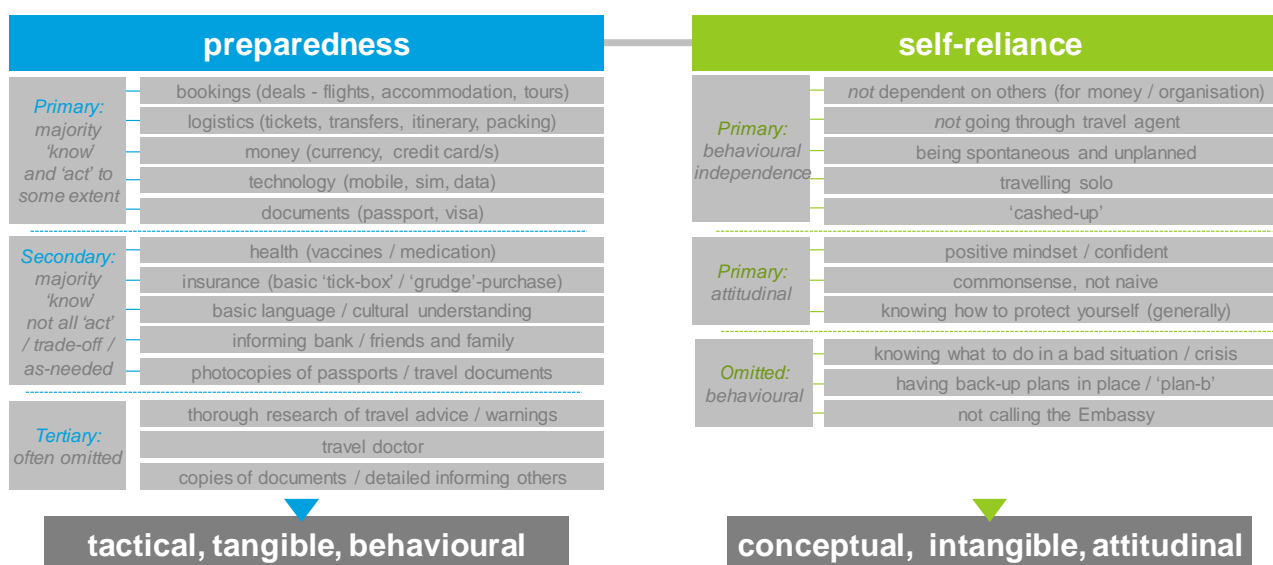 preparedness
Primary:
majority
‘know’
and ‘act’ to
some extent
bookings (deals - flights, accommodation, tours)
logistics (tickets, transfers, itinerary, packing)
money (currency, credit card/s)
technology (mobile, sim, data)
documents (passport, visa)
Secondary:
majority
‘know’
not all ‘act’
/ trade-off /
as-needed
health (vaccines / medication)
insurance (basic ‘tick-box’ / ‘grudge’-purchase)
basic language / cultural understanding
informing bank / friends and family
photocopies of passports / travel documents
Tertiary:
often omitted
thorough research of travel advice / warnings
travel doctor
copies of documents / detailed informing others
tactical, tangible, behavioural
self-reliance
Primary:
behavioural
independence
not dependent on others (for money / organisation)
not going through travel agent
being spontaneous and unplanned
travelling solo
‘cashed-up’
Primary:
attitudinal
positive mindset / confident
commonsense, not naive
knowing how to protect yourself (generally)
Omitted:
behavioural
knowing what to do in a bad situation / crisis
having back-up plans in place / ‘plan-b’
not calling the Embassy
conceptual, intangible, attitudinal